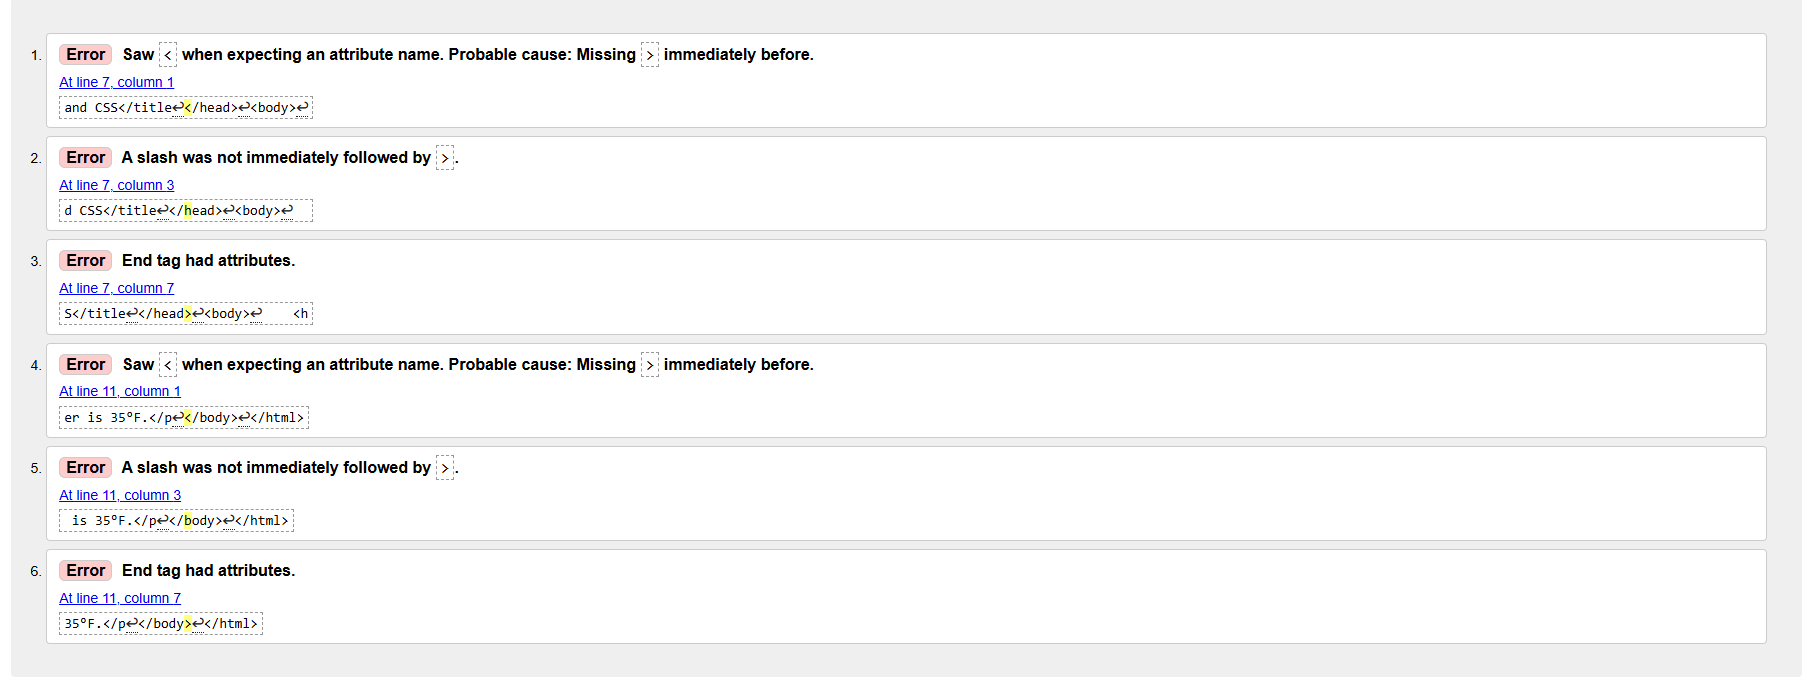 1. Error Saw < when expecting an attribute name. Probable cause: Missing > immediately before.
At line 7, column 1
and CSS</title↩</head>↩<body>↩
2. Error A slash was not immediately followed by >.
At line 7, column 3
d CSS</title↩</head>↩<body>↩
3. Error End tag had attributes.
At line 7, column 7
S</title↩</head>↩<body>↩    <h
4. Error Saw < when expecting an attribute name. Probable cause: Missing > immediately before.
At line 11, column 1
er is 35°F.</p↩</body>↩</html>
5. Error A slash was not immediately followed by >.
At line 11, column 3
is 35°F.</p↩</body>↩</html>
6. Error End tag had attributes.
At line 11, column 7
35°F.</p↩</body>↩</html>